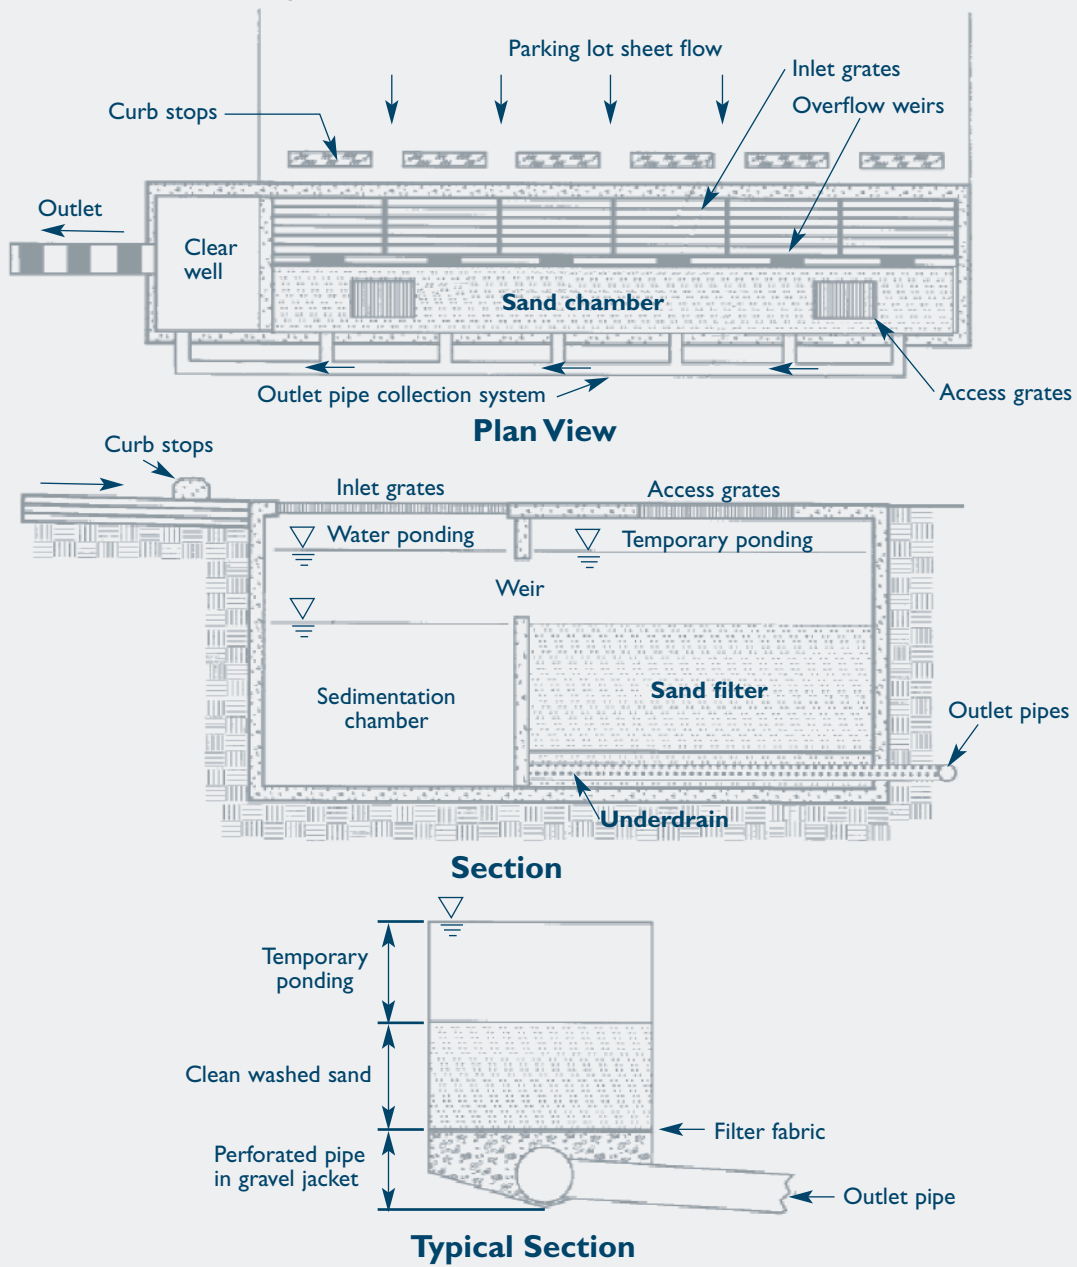 Parking lot sheet flow
Inlet grates
Overflow weirs
Curb stops
Outlet
Clear
well
Sand chamber
Outlet pipe collection system
Access grates
Plan View
Curb stops
Inlet grates
Access grates
Water ponding
Temporary ponding
Weir
Sedimentation
chamber
Sand filter
Outlet pipes
Underdrain
Section
Temporary
ponding
Clean washed sand
Filter fabric
Perforated pipe
in gravel jacket
Outlet pipe
Typical Section